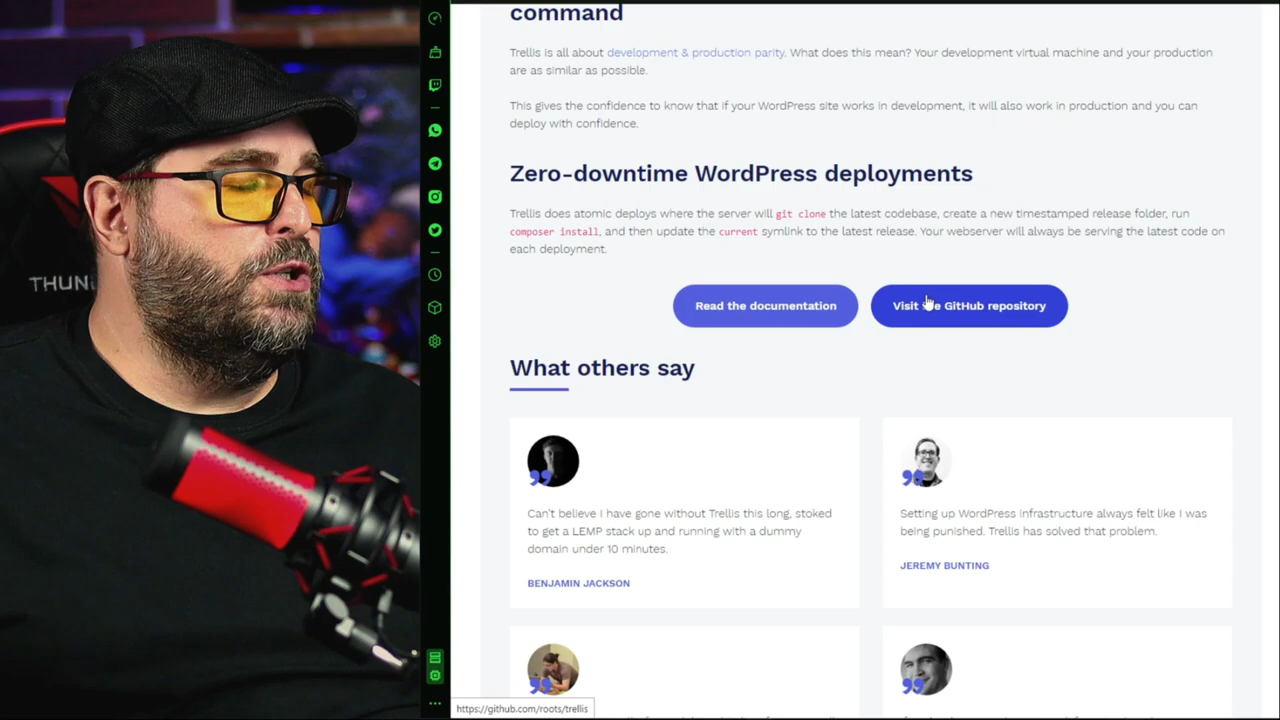 command
Trellis is all about development & production parity. What does this mean? Your development virtual machine and your production
are as similar as possible.
This gives the confidence to know that if your WordPress site works in development, it will also work in production and you can
deploy with confidence.
Zero-downtime WordPress deployments
Trellis does atomic deploys where the server will git clone the latest codebase, create a new timestamped release folder, run
composer install, and then update the current symlink to the latest release. Your webserver will always be serving the latest code on
each deployment.
Read the documentation
Visit the GitHub repository
What others say
Can't believe I have gone without Trellis this long, stoked
to get a LEMP stack up and running with a dummy
domain under 10 minutes.
BENJAMIN JACKSON
Setting up WordPress infrastructure always felt like I was
being punished. Trellis has solved that problem.
JEREMY BUNTING
https://github.com/roots/trellis